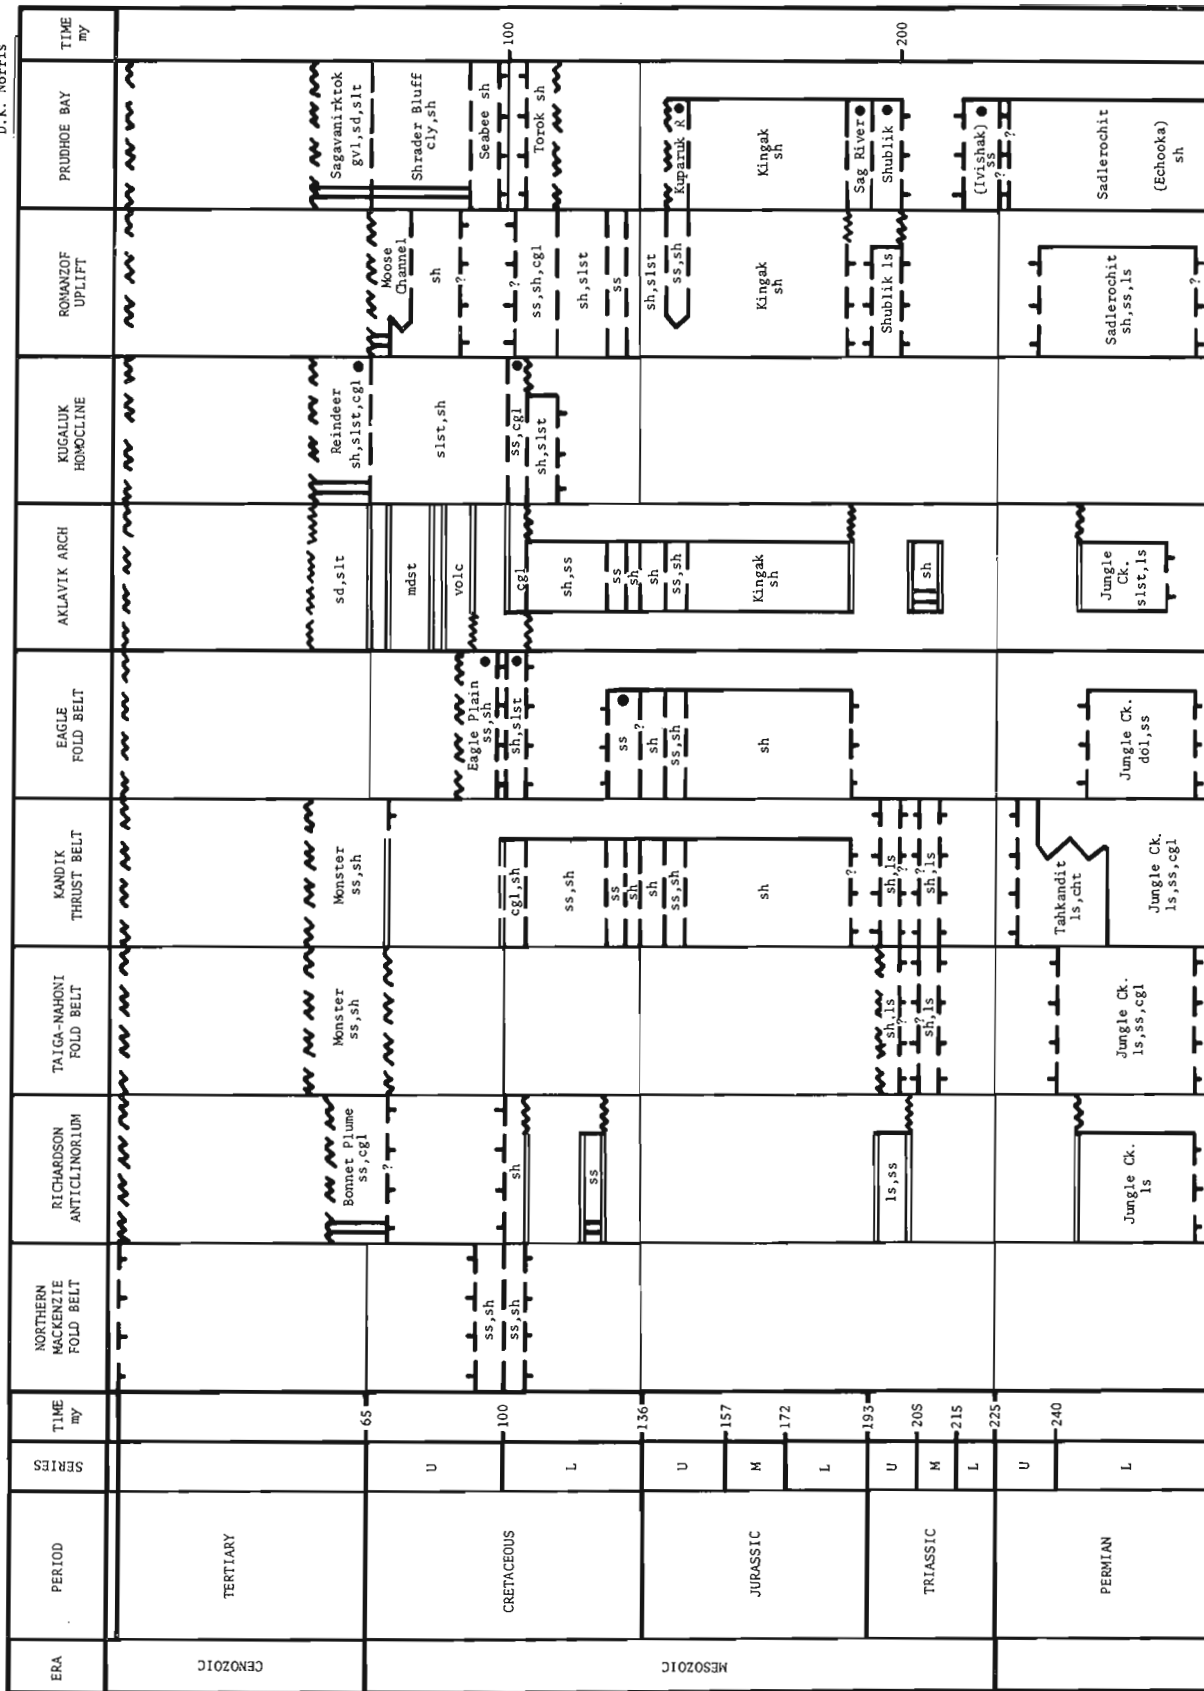 D.K. Norris
TIME
my
100
200
PRUDHOE BAY
Sagavanirktok
gvl,sd,slt
Shrader Bluff
cly,sh
Seabee sh
Torok sh
Kuparuk R
Kingak
sh
Sag River
Shublik
(Ivishak)
ss
?
?
Sadlerochit
(Echooka)
sh
ROMANZOF
UPLIFT
Moose
Channel
sh
?
?
ss,sh,cgl
sh,slst
ss
sh,slst
ss,sh
Kingak
sh
Shublik ls
Sadlerochit
sh,ss,ls
?
KUGALUK
HOMOCLINE
Reindeer
sh,slst,cgl
slst,sh
ss,cgl
sh,slst
AKLAVIK ARCH
sd,slt
mdst
volc
cgl
sh,ss
ss
sh
sh
ss,sh
Kingak
sh
sh
Jungle
Ck.
slst,ls
EAGLE
FOLD BELT
Eagle Plain
ss,sh
sh,slst
ss
?
sh
ss,sh
sh
Jungle Ck.
dol,ss
KANDIK
THRUST BELT
Monster
ss,sh
cgl,sh
ss,sh
ss
sh
sh
ss,sh
sh
?
sh,ls
?
?
sh,ls
Tahkandit
ls,cht
Jungle Ck.
ls,ss,cgl
TAIGA-NAHONI
FOLD BELT
Monster
ss,sh
sh,ls
?
?
sh,ls
Jungle Ck.
ls,ss,cgl
RICHARDSON
ANTICLINORIUM
Bonnet Plume
ss,cgl
?
sh
ss
ls,ss
Jungle Ck.
ls
NORTHERN
MACKENZIE
FOLD BELT
ss,sh
ss,sh
TIME
my
65
100
136
157
172
193
205
215
225
240
SERIES
U
L
U
M
L
U
M
L
U
L
PERIOD
TERTIARY
CRETACEOUS
JURASSIC
TRIASSIC
PERMIAN
ERA
CENOZOIC
MESOZOIC